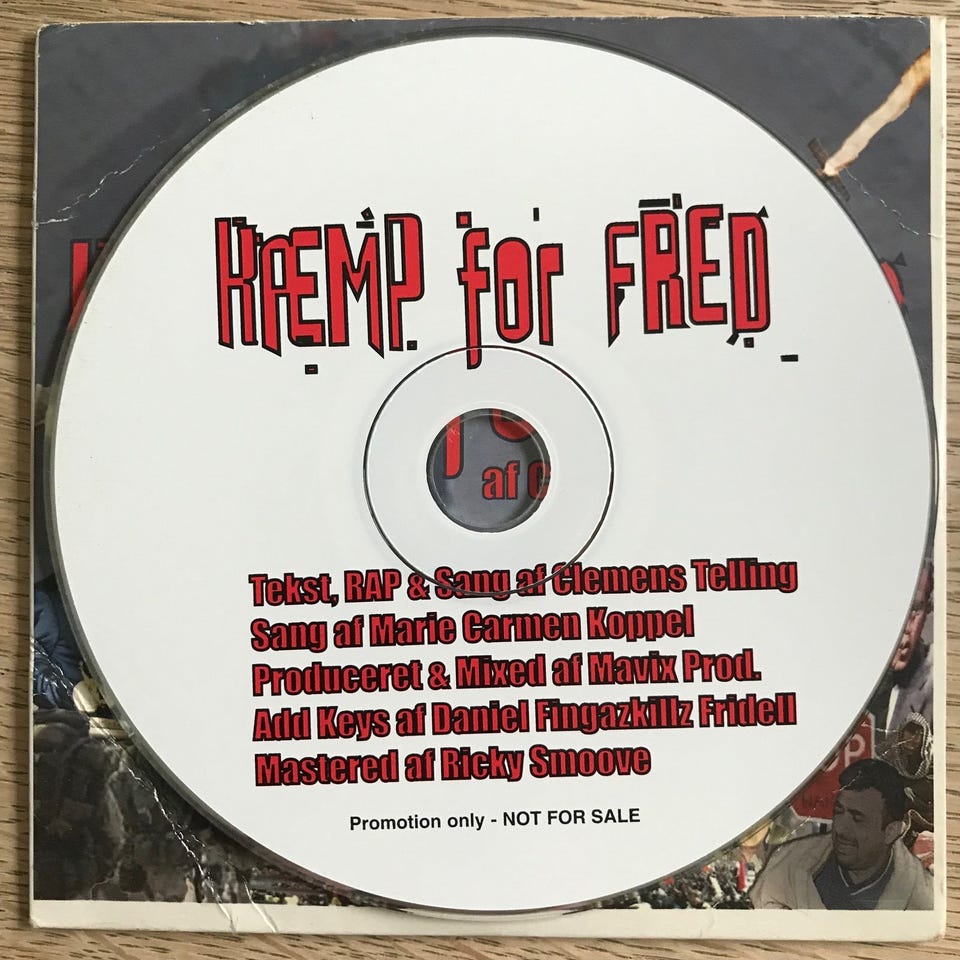 KÆMP for FRED
af C
Tekst, RAP & Sang af Clemens Telling
Sang af Marie Carmen Koppel
Produceret & Mixed af Mavix Prod.
Add Keys af Daniel Fingazkillz Fridell
Mastered af Ricky Smoove
Promotion only - NOT FOR SALE